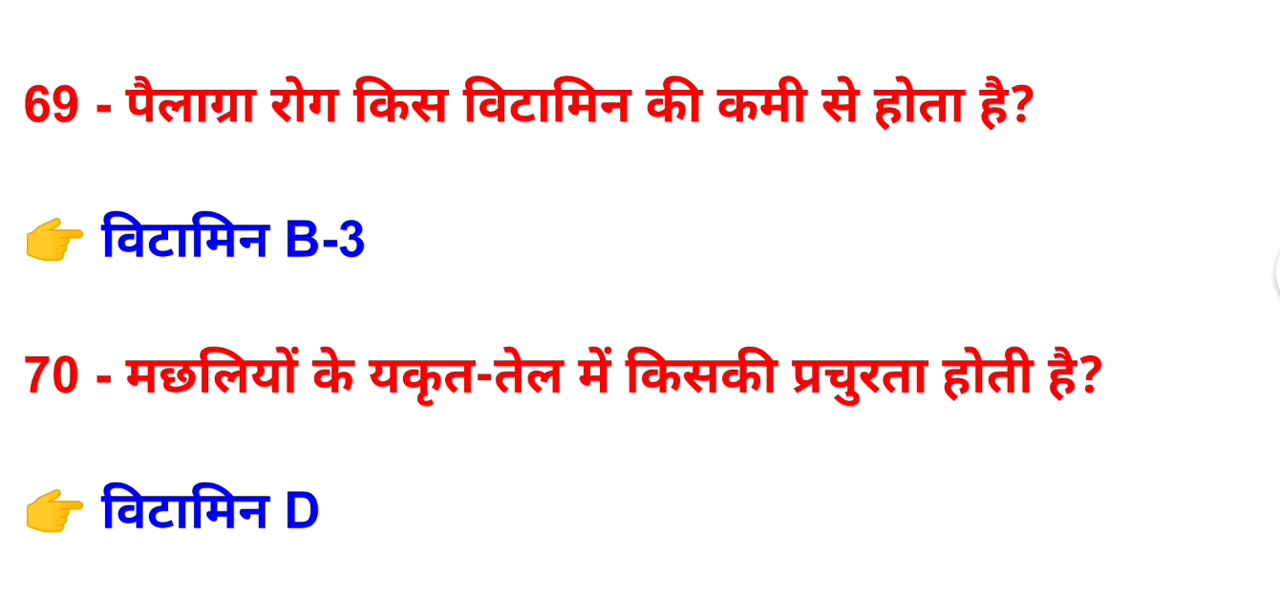 69 - पैलाग्रा रोग किस विटामिन की कमी से होता है?
👉 विटामिन B-3
70 - मछलियों के यकृत-तेल में किसकी प्रचुरता होती है?
👉 विटामिन D